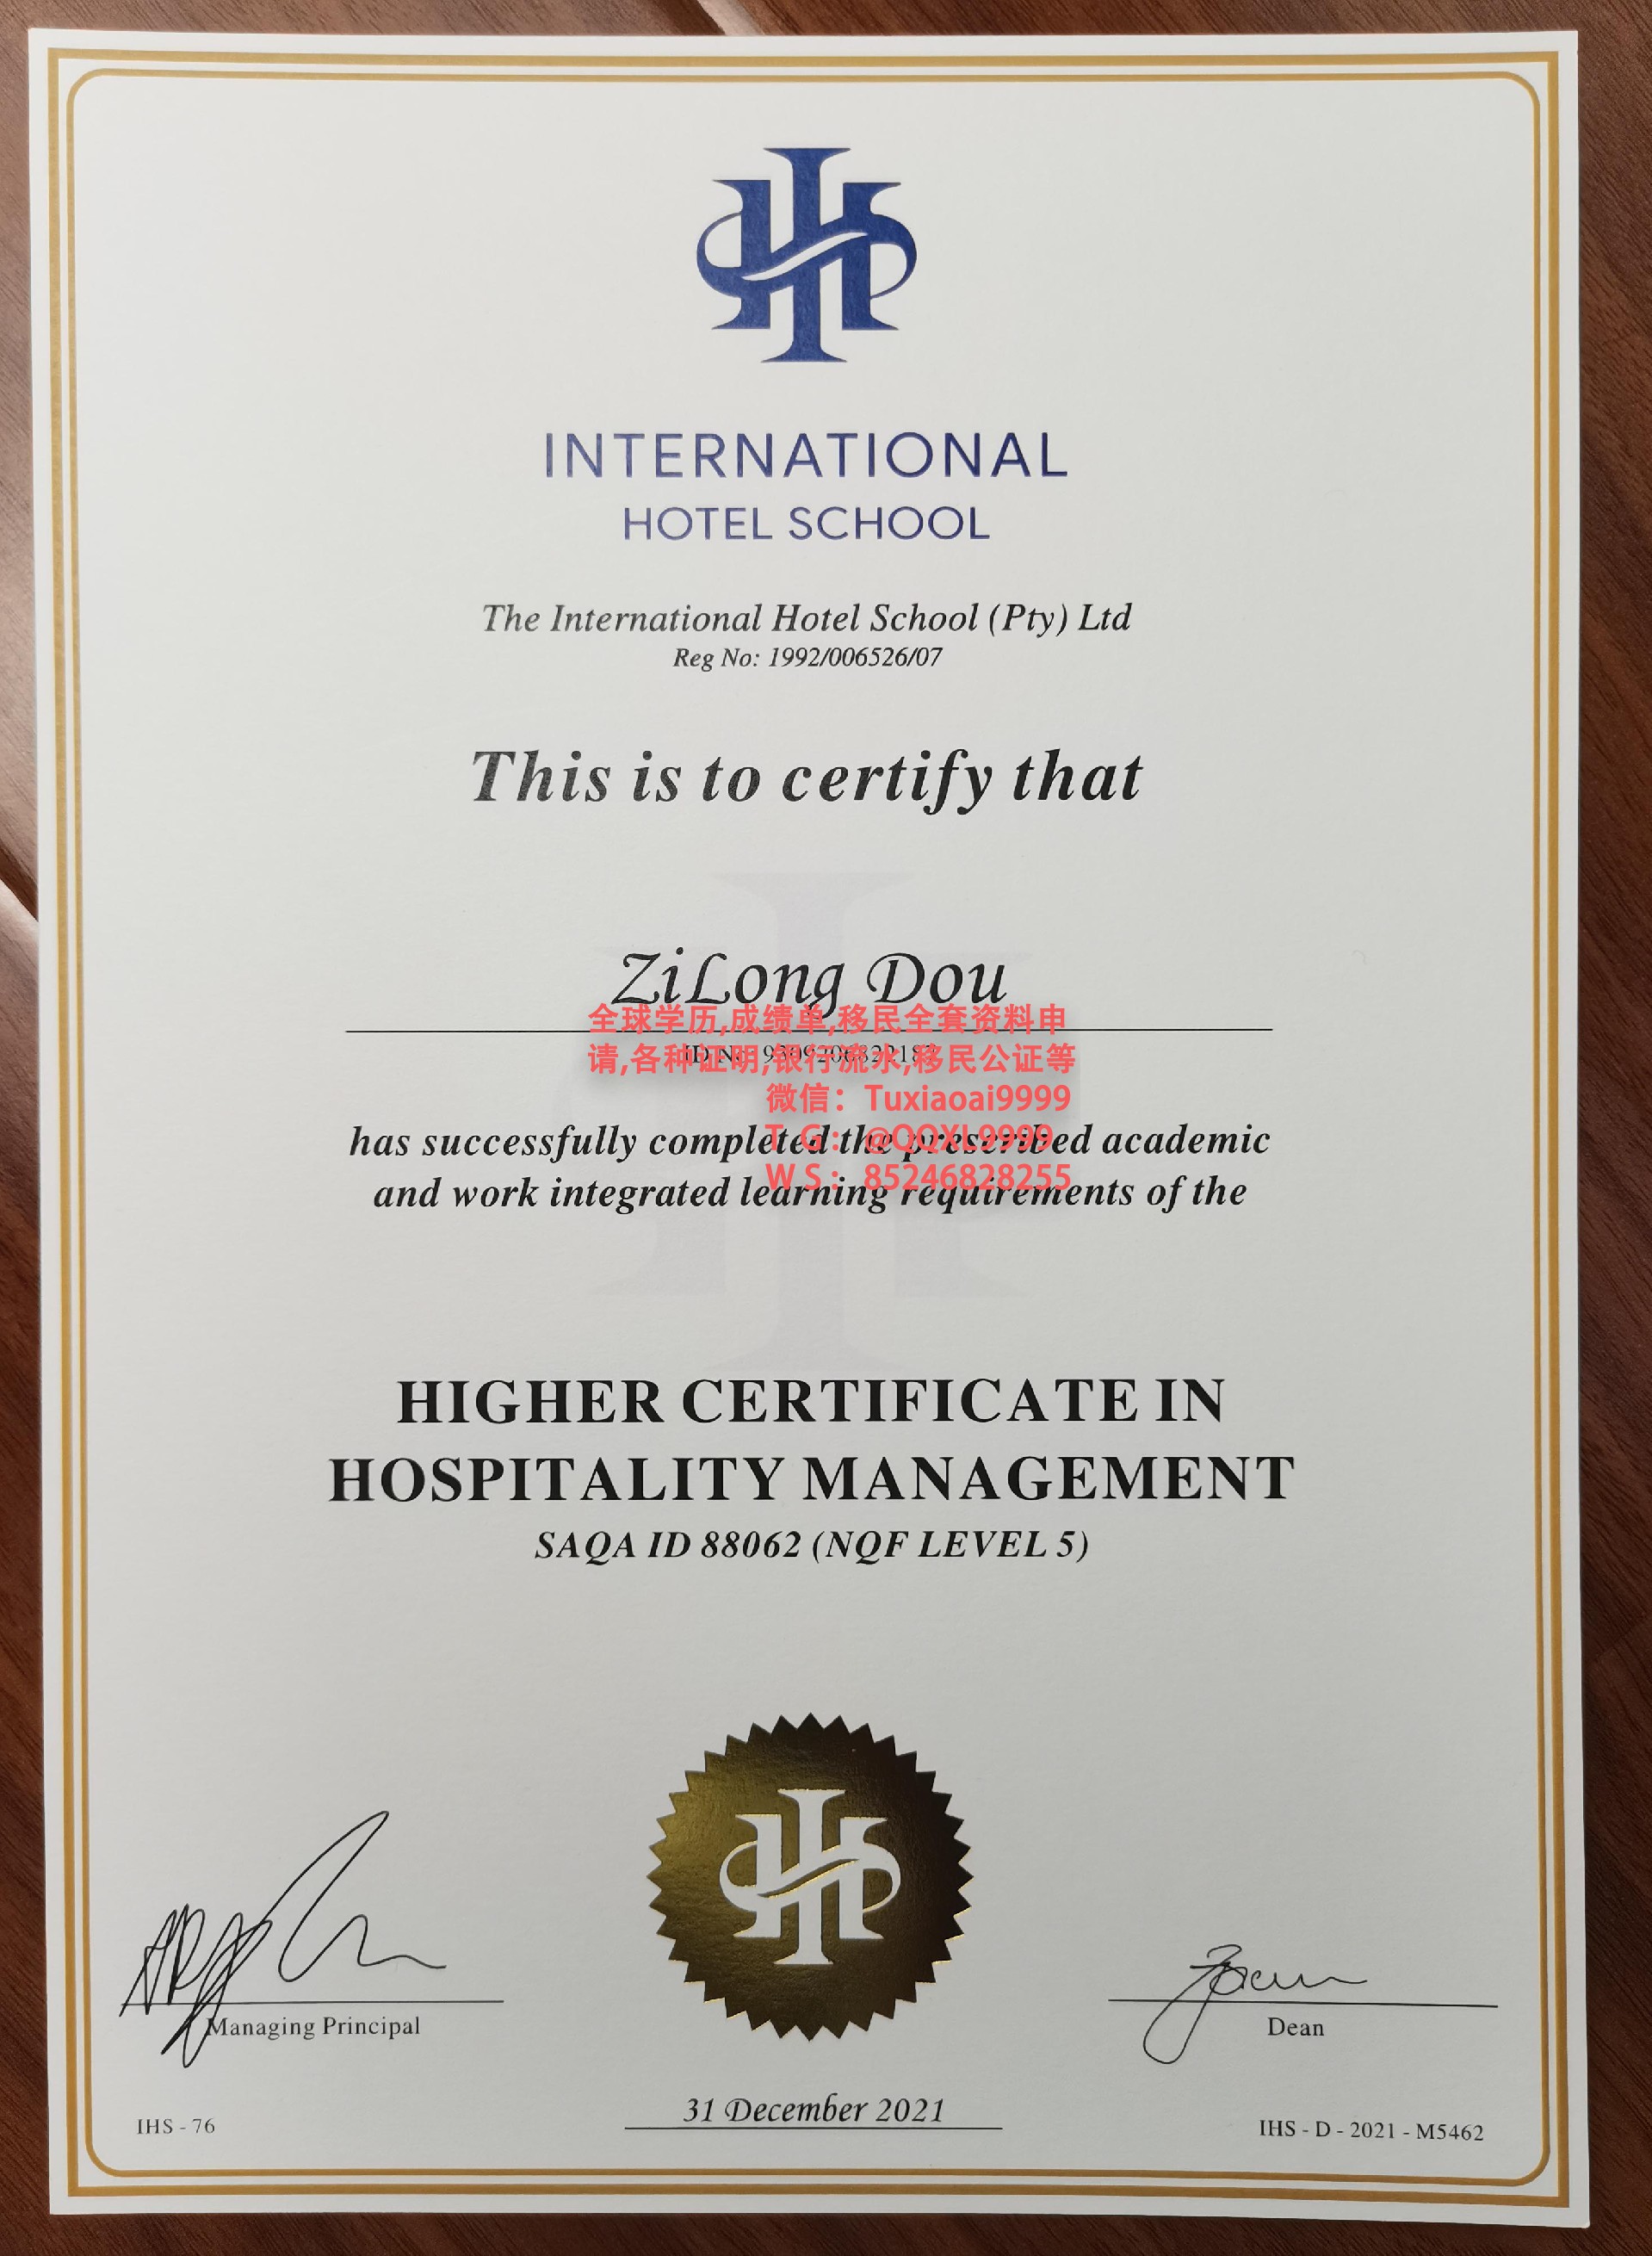 INTERNATIONAL
HOTEL SCHOOL
The International Hotel School (Pty) Ltd
Reg No: 1992/006526/07
This is to certify that
ZiLong Dou
全球学历,成绩单,移民全套资料申
请,各种证明,银行流水,移民公证等
微信：Tuxiaoai9999
T G：@QQXL9999
W S：85246828255
has successfully completed the prescribed academic
and work integrated learning requirements of the
HIGHER CERTIFICATE IN
HOSPITALITY MANAGEMENT
SAQA ID 88062 (NQF LEVEL 5)
Managing Principal
Dean
31 December 2021
IHS - 76
IHS - D - 2021 - M5462